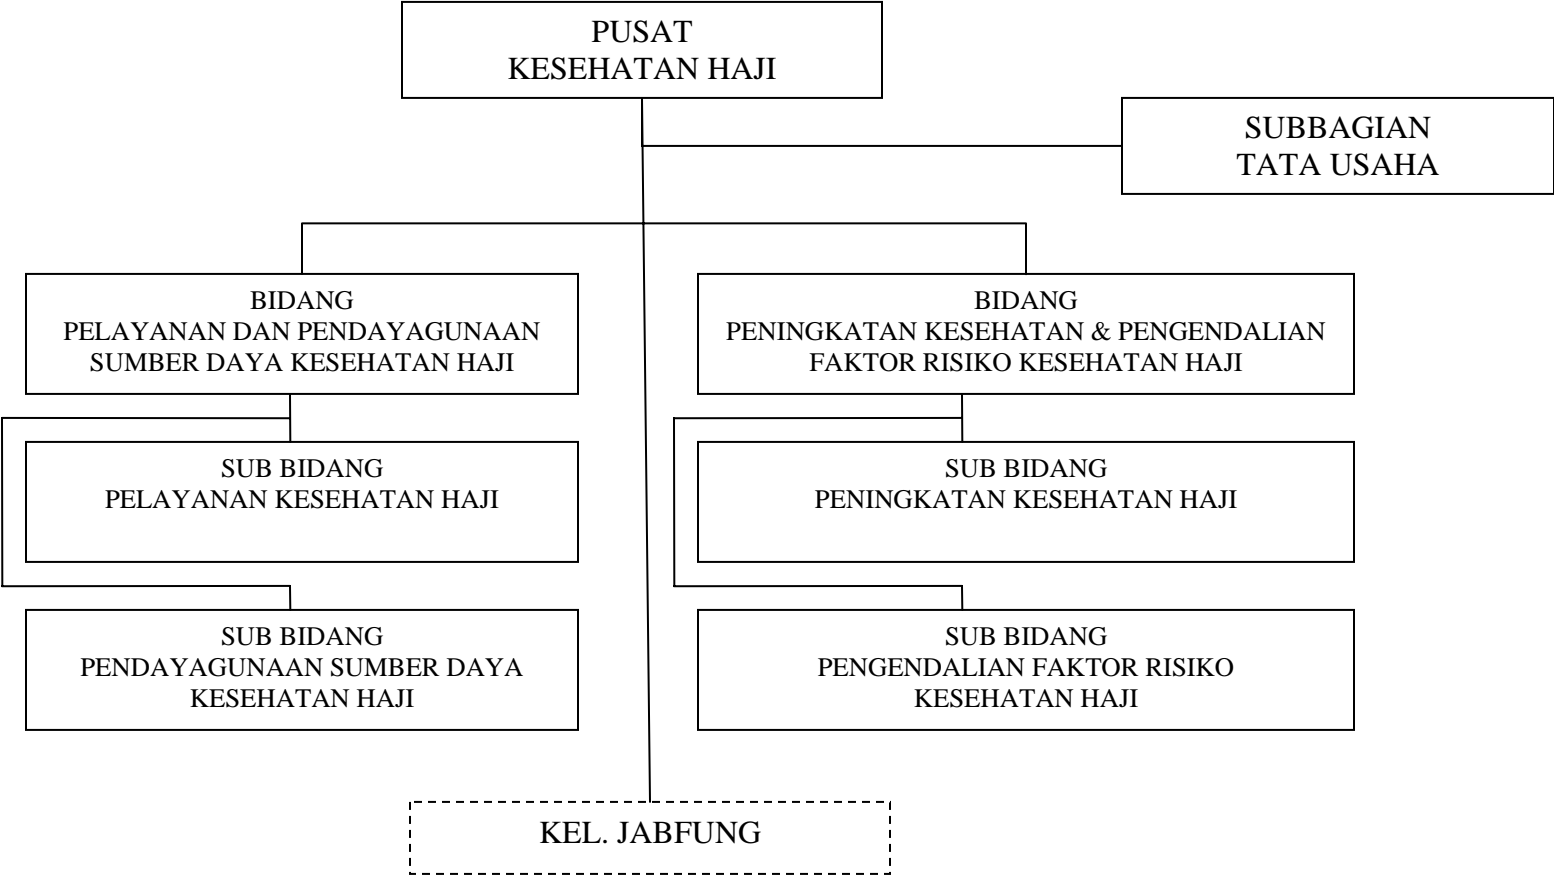 PUSAT
KESEHATAN HAJI
SUBBAGIAN
TATA USAHA
BIDANG
PELAYANAN DAN PENDAYAGUNAAN
SUMBER DAYA KESEHATAN HAJI
BIDANG
PENINGKATAN KESEHATAN & PENGENDALIAN
FAKTOR RISIKO KESEHATAN HAJI
SUB BIDANG
PELAYANAN KESEHATAN HAJI
SUB BIDANG
PENINGKATAN KESEHATAN HAJI
SUB BIDANG
PENDAYAGUNAAN SUMBER DAYA
KESEHATAN HAJI
SUB BIDANG
PENGENDALIAN FAKTOR RISIKO
KESEHATAN HAJI
KEL. JABFUNG